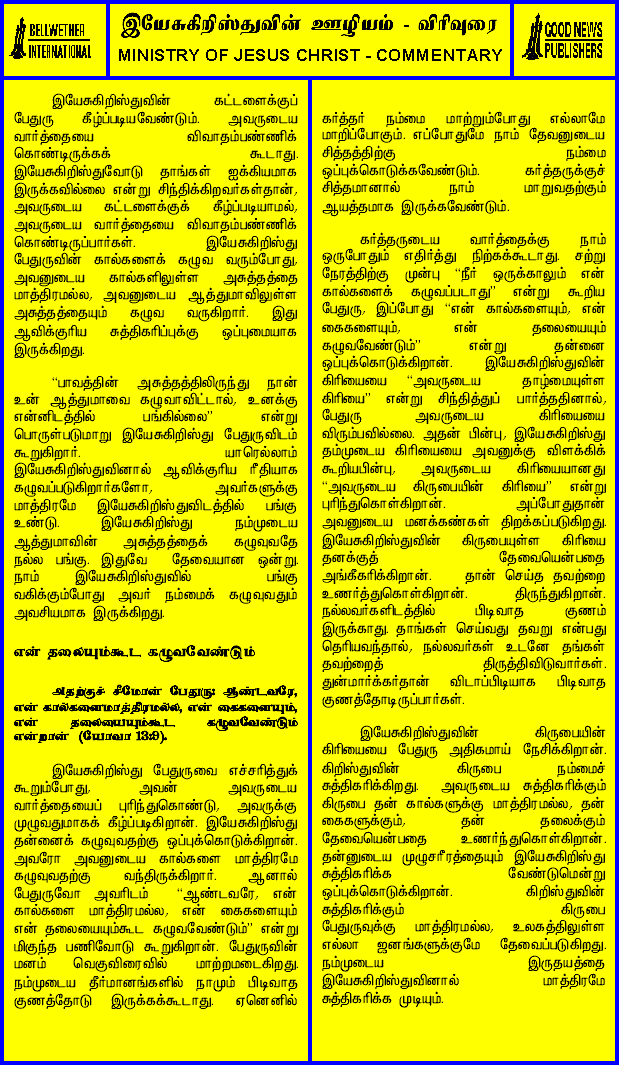 BELLWETHER
INTERNATIONAL
இயேசுகிறிஸ்துவின் ஊழியம் - விரிவுரை
MINISTRY OF JESUS CHRIST - COMMENTARY
GOOD NEWS
PUBLISHERS
இயேசுகிறிஸ்துவின் கட்டளைக்குப்
பேதுரு கீழ்ப்படியவேண்டும். அவருடைய
வார்த்தையை விவாதம்பண்ணிக்
கொண்டிருக்கக் கூடாது.
இயேசுகிறிஸ்துவோடு தாங்கள் ஐக்கியமாக
இருக்கவில்லை என்று சிந்திக்கிறவர்கள்தான்,
அவருடைய கட்டளைக்குக் கீழ்ப்படியாமல்,
அவருடைய வார்த்தையை விவாதம்பண்ணிக்
கொண்டிருப்பார்கள். இயேசுகிறிஸ்து
பேதுருவின் கால்களைக் கழுவ வரும்போது,
அவனுடைய கால்களிலுள்ள அசுத்தத்தை
மாத்திரமல்ல, அவனுடைய ஆத்துமாவிலுள்ள
அசுத்தத்தையும் கழுவ வருகிறார். இது
ஆவிக்குரிய சுத்திகரிப்புக்கு ஒப்புமையாக
இருக்கிறது.
“பாவத்தின் அசுத்தத்திலிருந்து நான்
உன் ஆத்துமாவை கழுவாவிட்டால், உனக்கு
என்னிடத்தில் பங்கில்லை” என்று
பொருள்படுமாறு இயேசுகிறிஸ்து பேதுருவிடம்
கூறுகிறார். யாரெல்லாம்
இயேசுகிறிஸ்துவினால் ஆவிக்குரிய ரீதியாக
கழுவப்படுகிறார்களோ, அவர்களுக்கு
மாத்திரமே இயேசுகிறிஸ்துவிடத்தில் பங்கு
உண்டு. இயேசுகிறிஸ்து நம்முடைய
ஆத்துமாவின் அசுத்தத்தைக் கழுவுவதே
நல்ல பங்கு. இதுவே தேவையான ஒன்று.
நாம் இயேசுகிறிஸ்துவில் பங்கு
வகிக்கும்போது அவர் நம்மைக் கழுவுவதும்
அவசியமாக இருக்கிறது.
என் தலையும்கூட கழுவவேண்டும்
அதற்குச் சீமோன் பேதுரு: ஆண்டவரே,
என் கால்களைமாத்திரமல்ல, என் கைகளையும்,
என் தலையையும்கூட கழுவவேண்டும்
என்றான் (யோவா 13:9).
இயேசுகிறிஸ்து பேதுருவை எச்சரித்துக்
கூறும்போது, அவன் அவருடைய
வார்த்தையைப் புரிந்துகொண்டு, அவருக்கு
முழுவதுமாகக் கீழ்ப்படிகிறான். இயேசுகிறிஸ்து
தன்னைக் கழுவுவதற்கு ஒப்புக்கொடுக்கிறான்.
அவரோ அவனுடைய கால்களை மாத்திரமே
கழுவுவதற்கு வந்திருக்கிறார். ஆனால்
பேதுருவோ அவரிடம் “ஆண்டவரே, என்
கால்களை மாத்திரமல்ல, என் கைகளையும்
என் தலையையும்கூட கழுவவேண்டும்” என்று
மிகுந்த பணிவோடு கூறுகிறான். பேதுருவின்
மனம் வெகுவிரைவில் மாற்றமடைகிறது.
நம்முடைய தீர்மானங்களில் நாமும் பிடிவாத
குணத்தோடு இருக்கக்கூடாது. ஏனெனில்
கர்த்தர் நம்மை மாற்றும்போது எல்லாமே
மாறிப்போகும். எப்போதுமே நாம் தேவனுடைய
சித்தத்திற்கு நம்மை
ஒப்புக்கொடுக்கவேண்டும். கர்த்தருக்குச்
சித்தமானால் நாம் மாறுவதற்கும்
ஆயத்தமாக இருக்கவேண்டும்.
கர்த்தருடைய வார்த்தைக்கு நாம்
ஒருபோதும் எதிர்த்து நிற்கக்கூடாது. சற்று
நேரத்திற்கு முன்பு “நீர் ஒருக்காலும் என்
கால்களைக் கழுவப்படாது” என்று கூறிய
பேதுரு, இப்போது “என் கால்களையும், என்
கைகளையும், என் தலையையும்
கழுவவேண்டும்” என்று தன்னை
ஒப்புக்கொடுக்கிறான். இயேசுகிறிஸ்துவின்
கிரியையை “அவருடைய தாழ்மையுள்ள
கிரியை” என்று சிந்தித்துப் பார்த்ததினால்,
பேதுரு அவருடைய கிரியையை
விரும்பவில்லை. அதன் பின்பு, இயேசுகிறிஸ்து
தம்முடைய கிரியையை அவனுக்கு விளக்கிக்
கூறியபின்பு, அவருடைய கிரியையானது
“அவருடைய கிருபையின் கிரியை” என்று
புரிந்துகொள்கிறான். அப்போதுதான்
அவனுடைய மனக்கண்கள் திறக்கப்படுகிறது.
இயேசுகிறிஸ்துவின் கிருபையுள்ள கிரியை
தனக்குத் தேவையென்பதை
அங்கீகரிக்கிறான். தான் செய்த தவற்றை
உணர்த்துகொள்கிறான். திருந்துகிறான்.
நல்லவர்களிடத்தில் பிடிவாத குணம்
இருக்காது. தாங்கள் செய்வது தவறு என்பது
தெரியவந்தால், நல்லவர்கள் உடனே தங்கள்
தவற்றைத் திருத்திவிடுவார்கள்.
துன்மார்க்கர்தான் விடாப்பிடியாக பிடிவாத
குணத்தோடிருப்பார்கள்.
இயேசுகிறிஸ்துவின் கிருபையின்
கிரியையை பேதுரு அதிகமாய் நேசிக்கிறான்.
கிறிஸ்துவின் கிருபை நம்மைச்
சுத்திகரிக்கிறது. அவருடைய சுத்திகரிக்கும்
கிருபை தன் கால்களுக்கு மாத்திரமல்ல, தன்
கைகளுக்கும், தன் தலைக்கும்
தேவையென்பதை உணர்ந்துகொள்கிறான்.
தன்னுடைய முழுசரீரத்தையும் இயேசுகிறிஸ்து
சுத்திகரிக்க வேண்டுமென்று
ஒப்புக்கொடுக்கிறான். கிறிஸ்துவின்
சுத்திகரிக்கும் கிருபை
பேதுருவுக்கு மாத்திரமல்ல, உலகத்திலுள்ள
எல்லா ஜனங்களுக்குமே தேவைப்படுகிறது.
நம்முடைய இருதயத்தை
இயேசுகிறிஸ்துவினால் மாத்திரமே
சுத்திகரிக்க முடியும்.